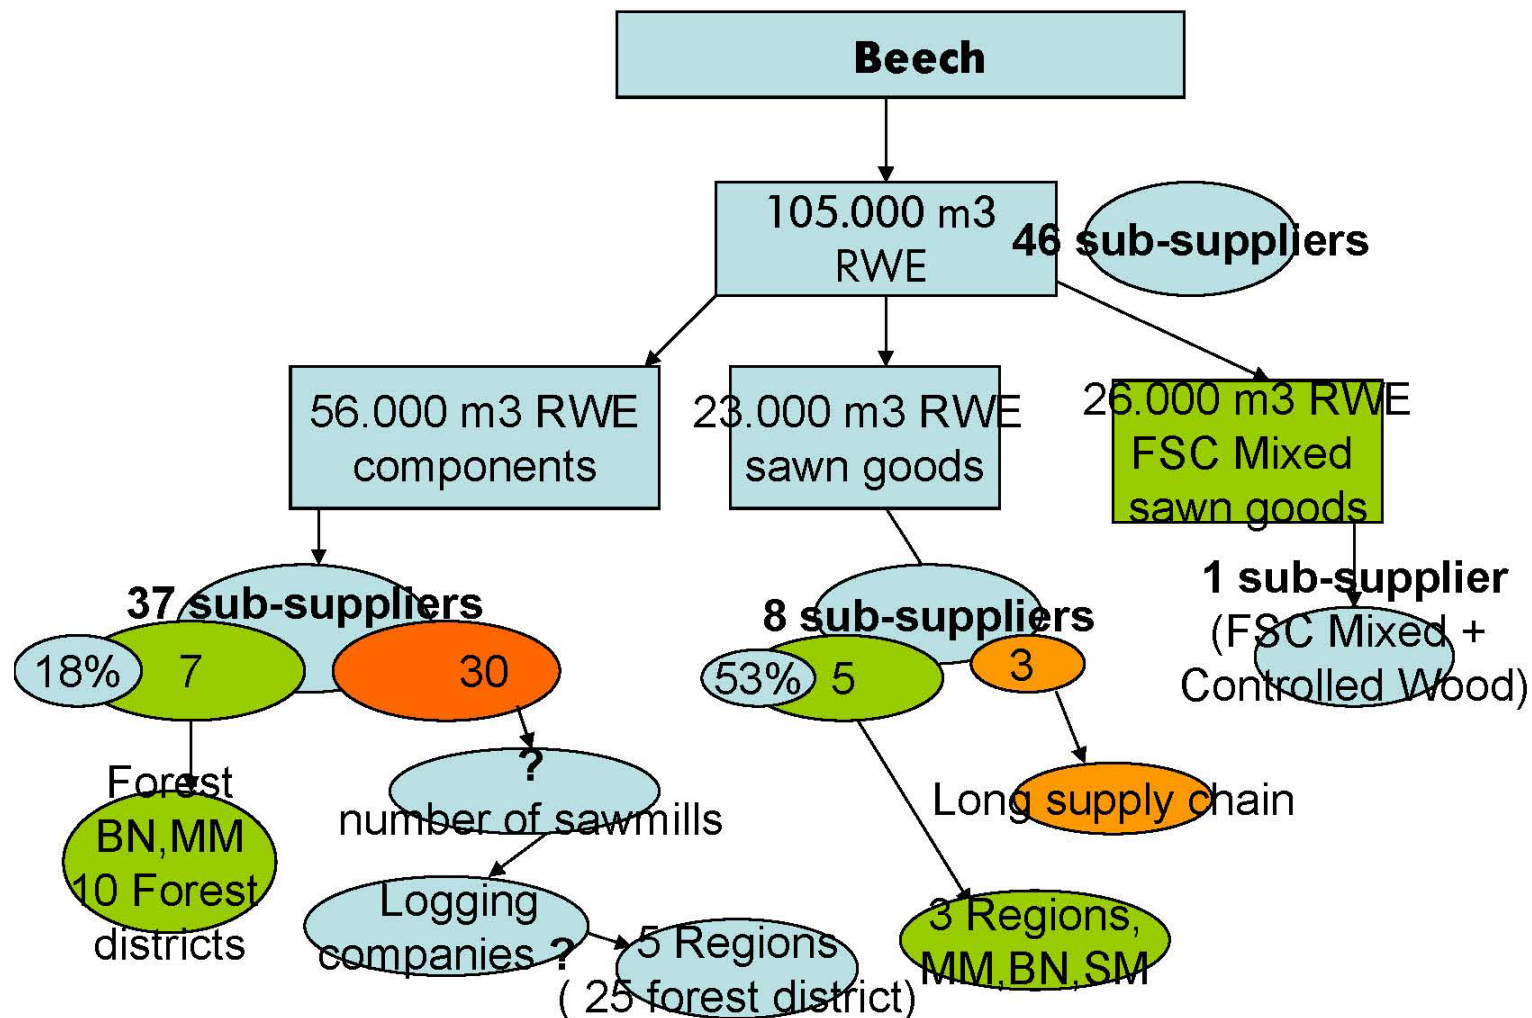 Beech
105.000 m3
RWE
46 sub-suppliers
56.000 m3 RWE
components
23.000 m3 RWE
sawn goods
26.000 m3 RWE
FSC Mixed
sawn goods
37 sub-suppliers
18%
7
30
8 sub-suppliers
53%
5
3
1 sub-supplier
(FSC Mixed +
Controlled Wood)
Forest
BN,MM
10 Forest
districts
?
number of sawmills
Long supply chain
Logging
companies ?
5 Regions
( 25 forest district)
3 Regions,
MM,BN,SM